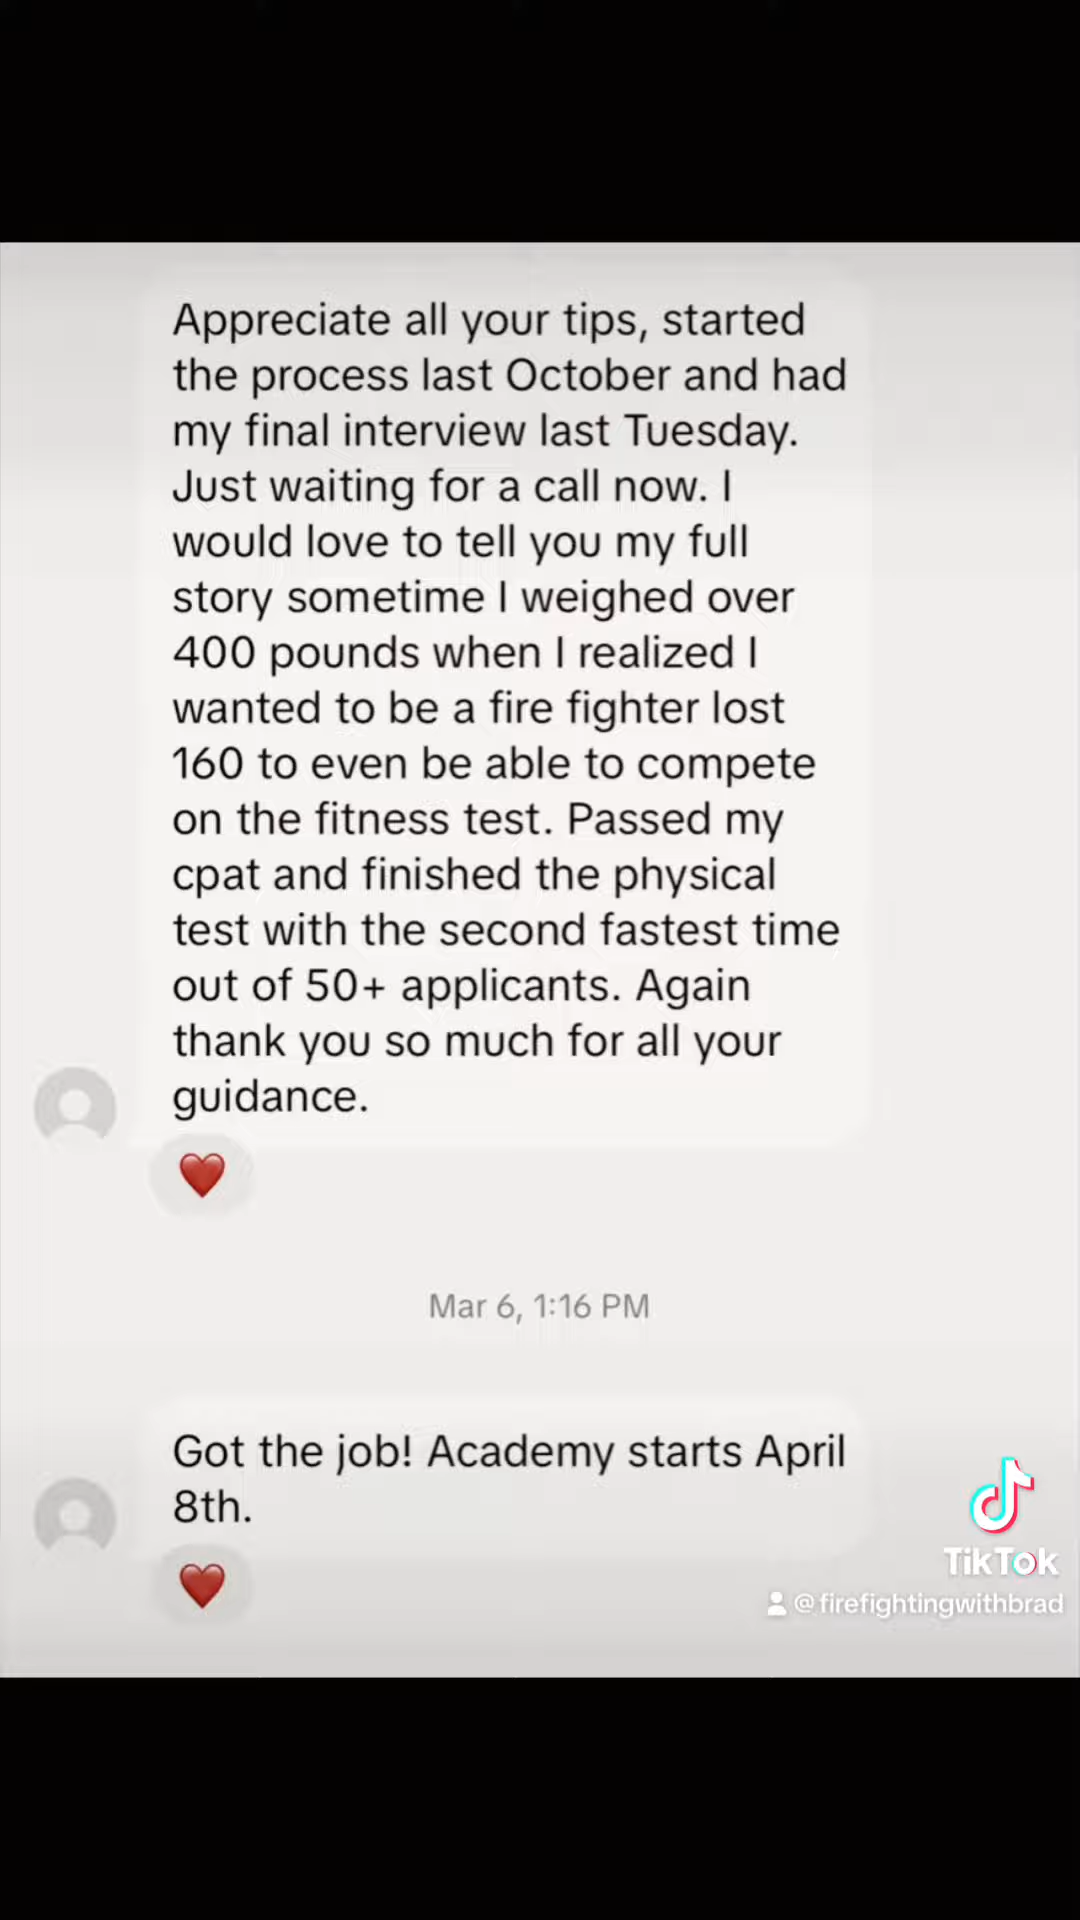 Appreciate all your tips, started
the process last October and had
my final interview last Tuesday.
Just waiting for a call now. I
would love to tell you my full
story sometime I weighed over
400 pounds when I realized I
wanted to be a fire fighter lost
160 to even be able to compete
on the fitness test. Passed my
cpat and finished the physical
test with the second fastest time
out of 50+ applicants. Again
thank you so much for all your
guidance.
Mar 6, 1:16 PM
Got the job! Academy starts April
8th.
TikTok
@firefightingwithbrad